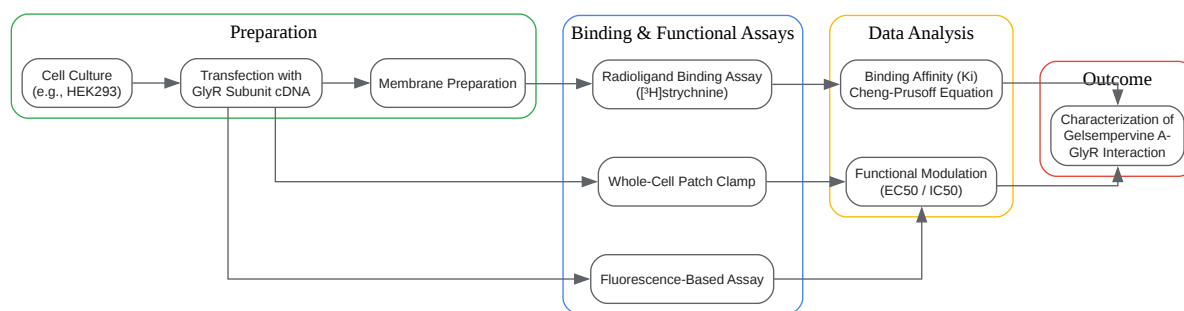 Preparation
Cell Culture
(e.g., HEK293)
Transfection with
GlyR Subunit cDNA
Membrane Preparation
Binding & Functional Assays
Radioligand Binding Assay
([³H]strychnine)
Whole-Cell Patch Clamp
Fluorescence-Based Assay
Data Analysis
Binding Affinity (Ki)
Cheng-Prusoff Equation
Functional Modulation
(EC50 / IC50)
Outcome
Characterization of
Gelsempervine A-
GlyR Interaction